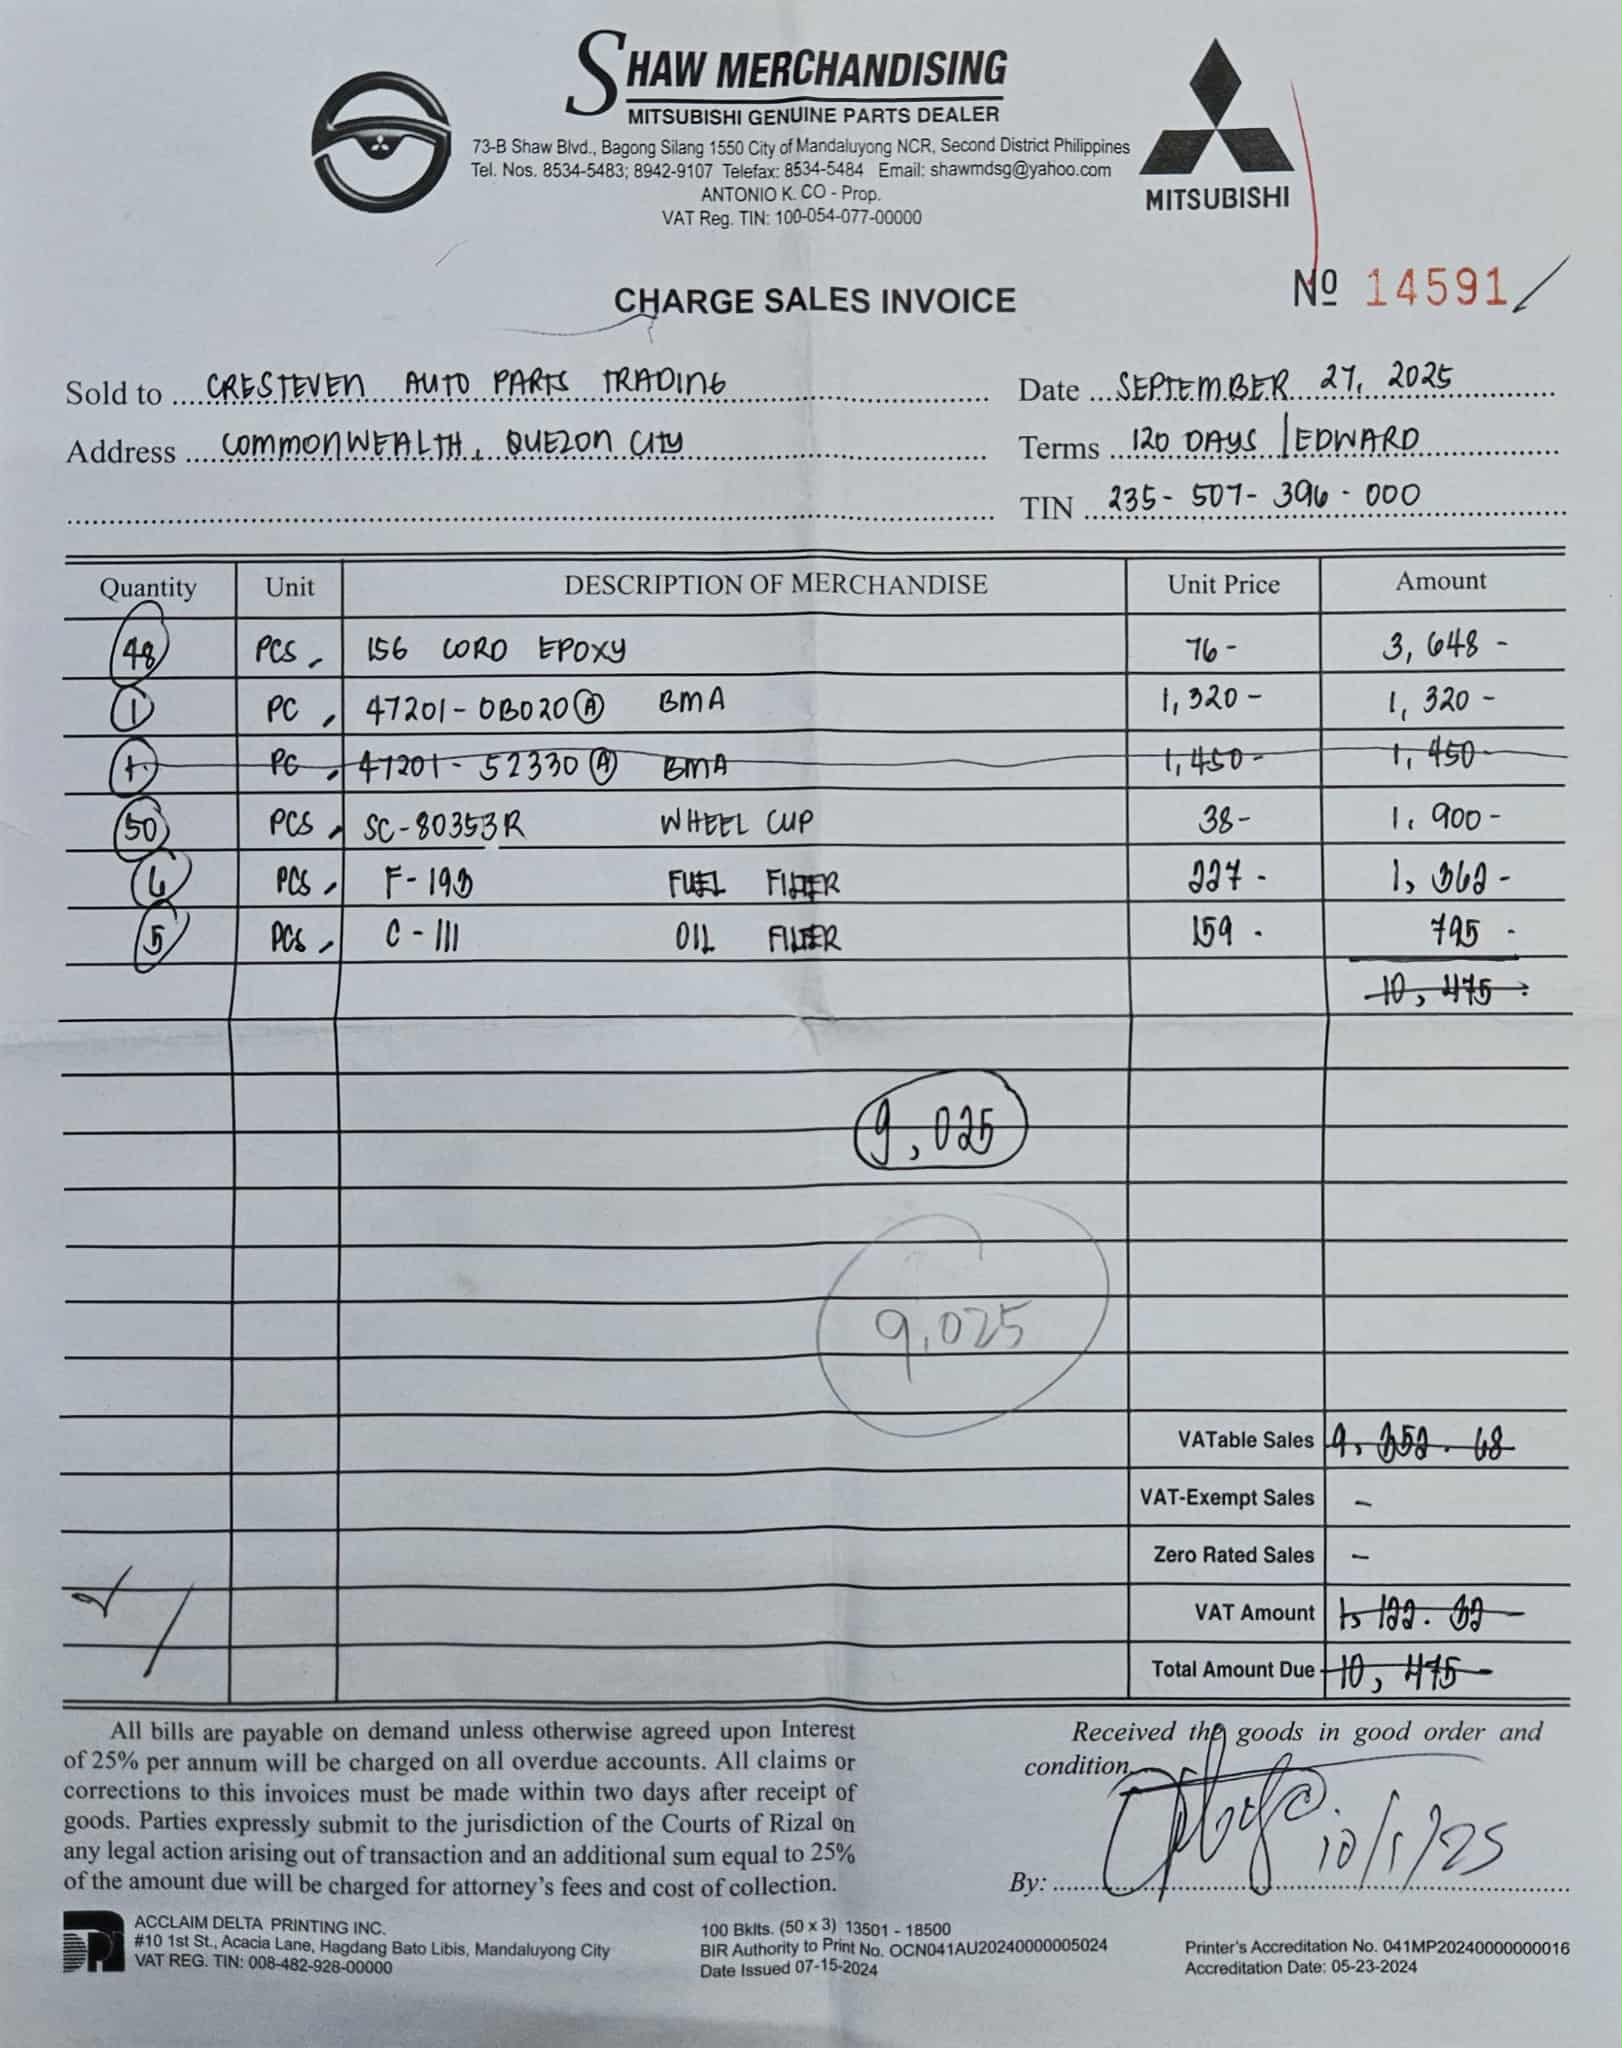 SHAW MERCHANDISING
MITSUBISHI GENUINE PARTS DEALER
73-B Shaw Blvd., Bagong Silang 1550 City of Mandaluyong NCR, Second District Philippines
Tel. Nos. 8534-5483; 8942-9107 Telefax: 8534-5484 Email: shawmdsg@yahoo.com
ANTONIO K. CO - Prop.
VAT Reg. TIN: 100-054-077-00000
MITSUBISHI
CHARGE SALES INVOICE
Nº 14591
Sold to CRESTEVEN AUTO PARTS TRADING
Date SEPTEMBER 27, 2025
Address COMMONWEALTH, QUEZON CITY
Terms 120 DAYS / EDWARD
TIN 235-507-396-000
Quantity Unit DESCRIPTION OF MERCHANDISE Unit Price Amount
48 PCS, 156 CORD EPOXY 76- 3,648-
1 PC, 47201-0B020 (A) BMA 1,320- 1,320-
1 PC, 47201-52330 (A) BMA 1,450- 1,450-
50 PCS, SC-80353R WHEEL CUP 38- 1,900-
6 PCS, F-193 FUEL FILTER 227- 1,362-
5 PCS, C-111 OIL FILTER 159- 795-
10,475-
9,025
9,025
VATable Sales 9,352.68
VAT-Exempt Sales -
Zero Rated Sales -
VAT Amount 1,122.32
Total Amount Due 10,475-
All bills are payable on demand unless otherwise agreed upon Interest
of 25% per annum will be charged on all overdue accounts. All claims or
corrections to this invoices must be made within two days after receipt of
goods. Parties expressly submit to the jurisdiction of the Courts of Rizal on
any legal action arising out of transaction and an additional sum equal to 25%
of the amount due will be charged for attorney's fees and cost of collection.
Received the goods in good order and
condition.
By: 10/1/25
ACCLAIM DELTA PRINTING INC.
#10 1st St., Acacia Lane, Hagdang Bato Libis, Mandaluyong City
VAT REG. TIN: 008-482-928-00000
100 Bklts. (50 x 3) 13501 - 18500
BIR Authority to Print No. OCN041AU20240000005024
Date Issued 07-15-2024
Printer's Accreditation No. 041MP20240000000016
Accreditation Date: 05-23-2024